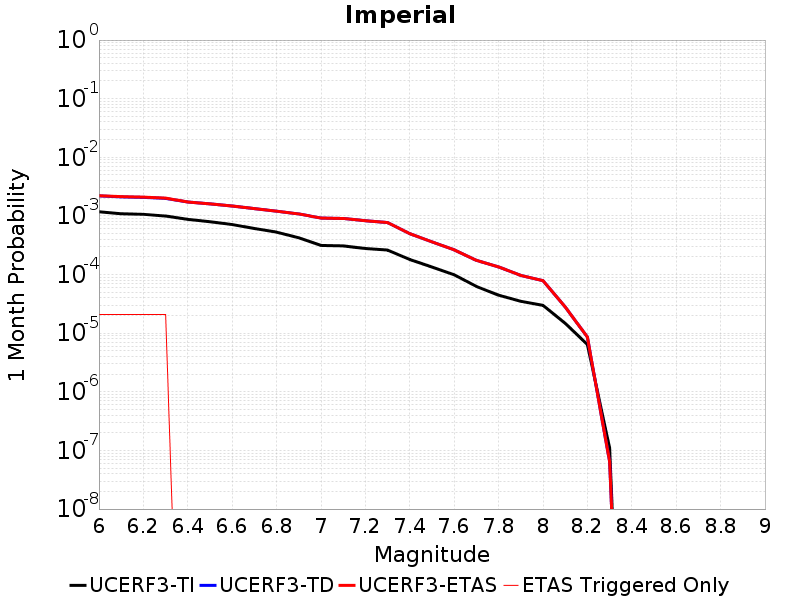 Imperial
1 Month Probability
10^0
10^-1
10^-2
10^-3
10^-4
10^-5
10^-6
10^-7
10^-8
6 6.2 6.4 6.6 6.8 7 7.2 7.4 7.6 7.8 8 8.2 8.4 8.6 8.8 9
Magnitude
UCERF3-TI UCERF3-TD UCERF3-ETAS ETAS Triggered Only